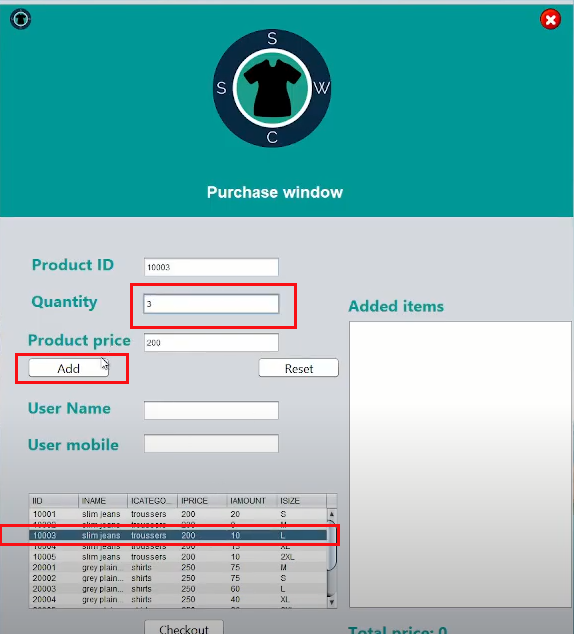 S
S W
C
Purchase window
Product ID 10003
Quantity 3
Added items
Product price 200
Add Reset
User Name
User mobile
IID INAME ICATEGO... IPRICE IAMOUNT ISIZE
10001 slim jeans troussers 200 20 S
10002 slim jeans troussers 200 M
10003 slim jeans troussers 200 10 L
10004 slim jeans troussers 200 15 XL
10005 slim jeans troussers 200 10 2XL
20001 grey plain... shirts 250 75 M
20002 grey plain... shirts 250 75 S
20003 grey plain... shirts 250 60 L
20004 grey plain... shirts 250 40 XL
Checkout
Total price: 0